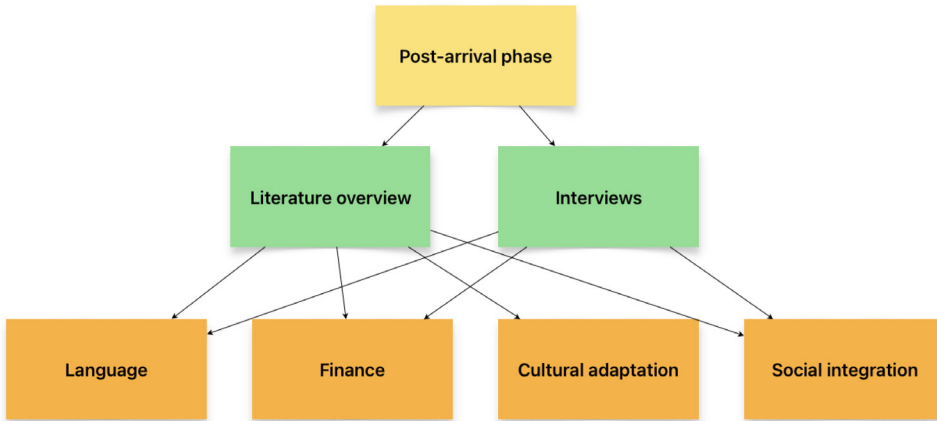 Post-arrival phase
Literature overview
Interviews
Language
Finance
Cultural adaptation
Social integration